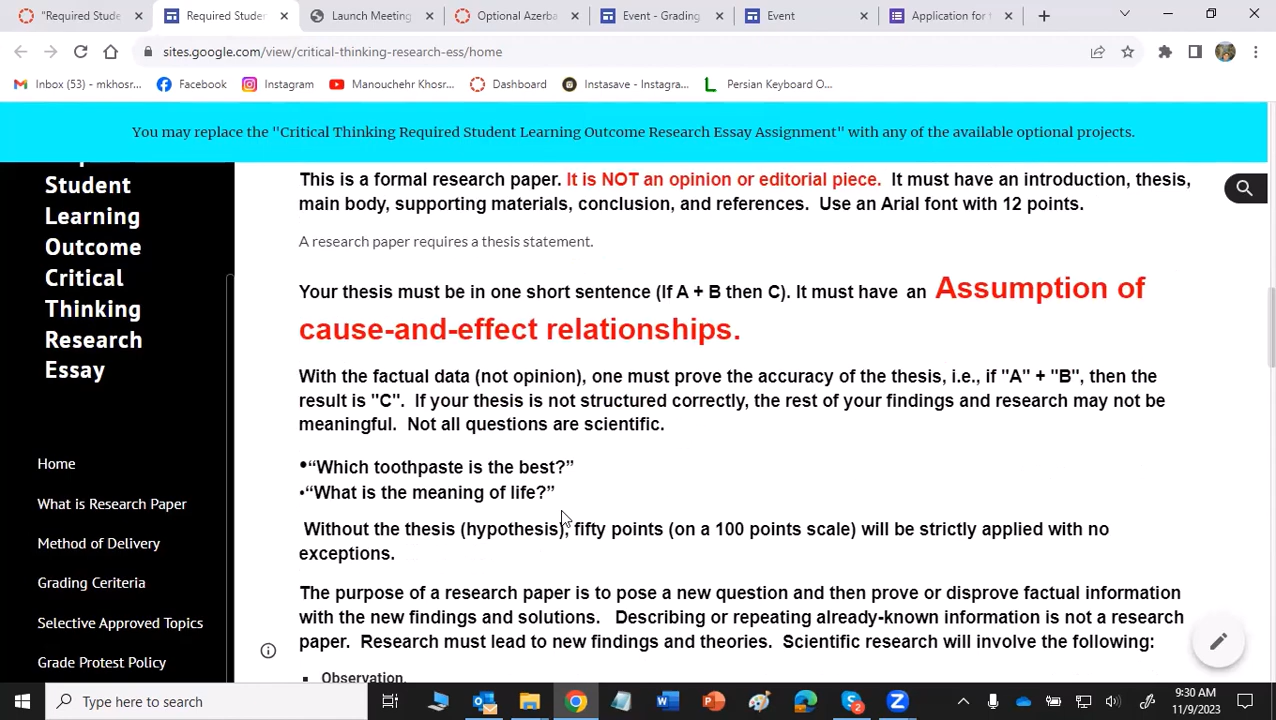 "Required Stude
Required Studer
Launch Meeting
Optional Azerba
Event - Grading
Event
Application for t
sites.google.com/view/critical-thinking-research-ess/home
Inbox (53) - mkhosr...
Facebook
Instagram
Manouchehr Khosr...
Dashboard
Instasave - Instagra...
Persian Keyboard O...
You may replace the "Critical Thinking Required Student Learning Outcome Research Essay Assignment" with any of the available optional projects.
Student
Learning
Outcome
Critical
Thinking
Research
Essay
Home
What is Research Paper
Method of Delivery
Grading Ceriteria
Selective Approved Topics
Grade Protest Policy
This is a formal research paper. It is NOT an opinion or editorial piece. It must have an introduction, thesis,
main body, supporting materials, conclusion, and references. Use an Arial font with 12 points.
A research paper requires a thesis statement.
Your thesis must be in one short sentence (If A + B then C). It must have an Assumption of
cause-and-effect relationships.
With the factual data (not opinion), one must prove the accuracy of the thesis, i.e., if "A" + "B", then the
result is "C". If your thesis is not structured correctly, the rest of your findings and research may not be
meaningful. Not all questions are scientific.
•“Which toothpaste is the best?”
•“What is the meaning of life?”
Without the thesis (hypothesis), fifty points (on a 100 points scale) will be strictly applied with no
exceptions.
The purpose of a research paper is to pose a new question and then prove or disprove factual information
with the new findings and solutions. Describing or repeating already-known information is not a research
paper. Research must lead to new findings and theories. Scientific research will involve the following:
▪ Observation.
Type here to search
9:30 AM
11/9/2023